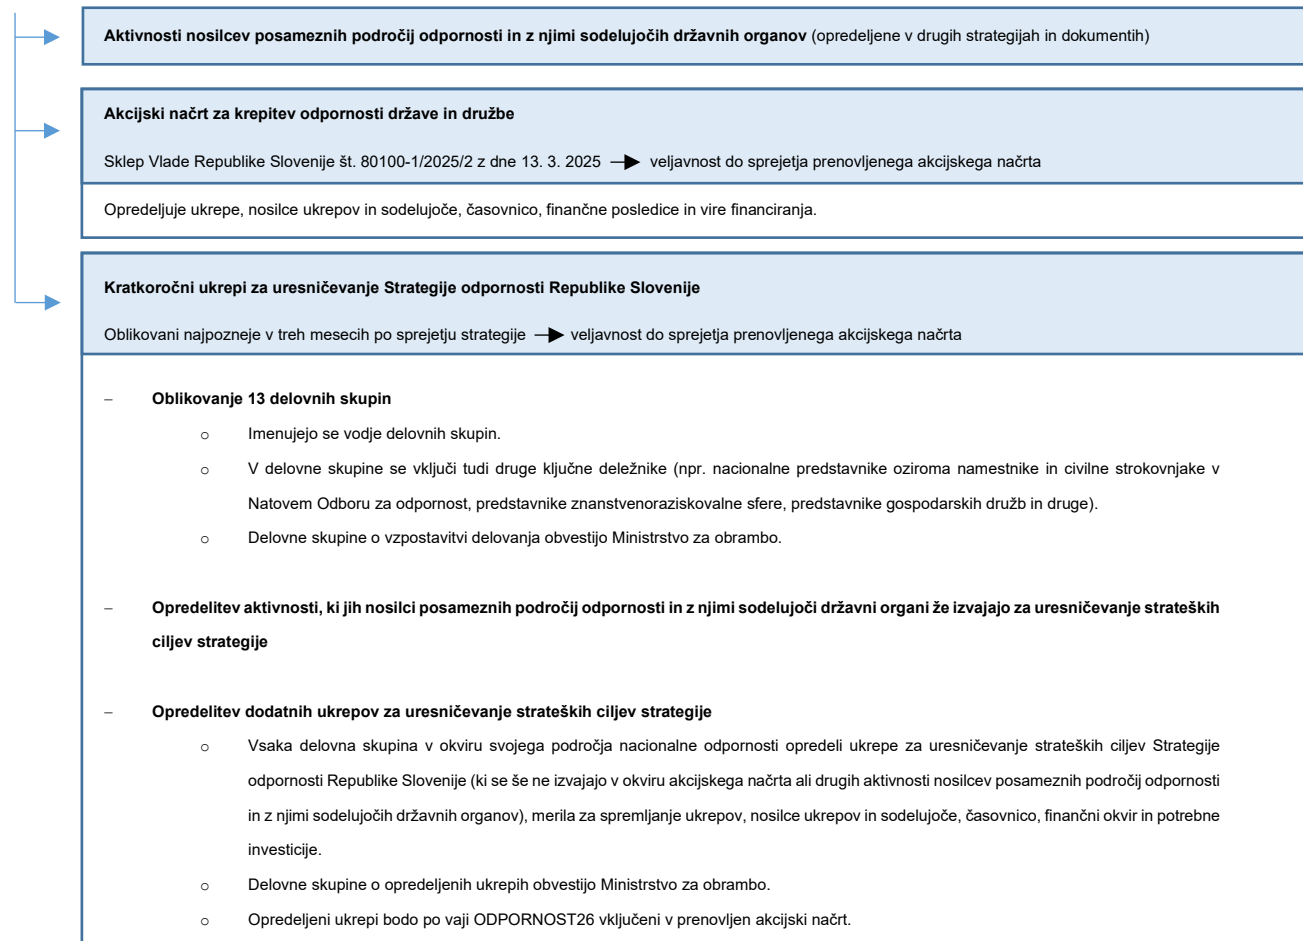 Aktivnosti nosilcev posameznih področij odpornosti in z njimi sodelujočih državnih organov (opredeljene v drugih strategijah in dokumentih)
Akcijski načrt za krepitev odpornosti države in družbe
Sklep Vlade Republike Slovenije št. 80100-1/2025/2 z dne 13. 3. 2025 → veljavnost do sprejetja prenovljenega akcijskega načrta
Opredeljuje ukrepe, nosilce ukrepov in sodelujoče, časovnico, finančne posledice in vire financiranja.
Kratkoročni ukrepi za uresničevanje Strategije odpornosti Republike Slovenije
Oblikovani najpozneje v treh mesecih po sprejetju strategije → veljavnost do sprejetja prenovljenega akcijskega načrta
– Oblikovanje 13 delovnih skupin
o Imenujejo se vodje delovnih skupin.
o V delovne skupine se vključi tudi druge ključne deležnike (npr. nacionalne predstavnike oziroma namestnike in civilne strokovnjake v
Natovem Odboru za odpornost, predstavnike znanstvenoraziskovalne sfere, predstavnike gospodarskih družb in druge).
o Delovne skupine o vzpostavitvi delovanja obvestijo Ministrstvo za obrambo.
– Opredelitev aktivnosti, ki jih nosilci posameznih področij odpornosti in z njimi sodelujoči državni organi že izvajajo za uresničevanje strateških
ciljev strategije
– Opredelitev dodatnih ukrepov za uresničevanje strateških ciljev strategije
o Vsaka delovna skupina v okviru svojega področja nacionalne odpornosti opredeli ukrepe za uresničevanje strateških ciljev Strategije
odpornosti Republike Slovenije (ki se še ne izvajajo v okviru akcijskega načrta ali drugih aktivnosti nosilcev posameznih področij odpornosti
in z njimi sodelujočih državnih organov), merila za spremljanje ukrepov, nosilce ukrepov in sodelujoče, časovnico, finančni okvir in potrebne
investicije.
o Delovne skupine o opredeljenih ukrepih obvestijo Ministrstvo za obrambo.
o Opredeljeni ukrepi bodo po vaji ODPORNOST26 vključeni v prenovljen akcijski načrt.